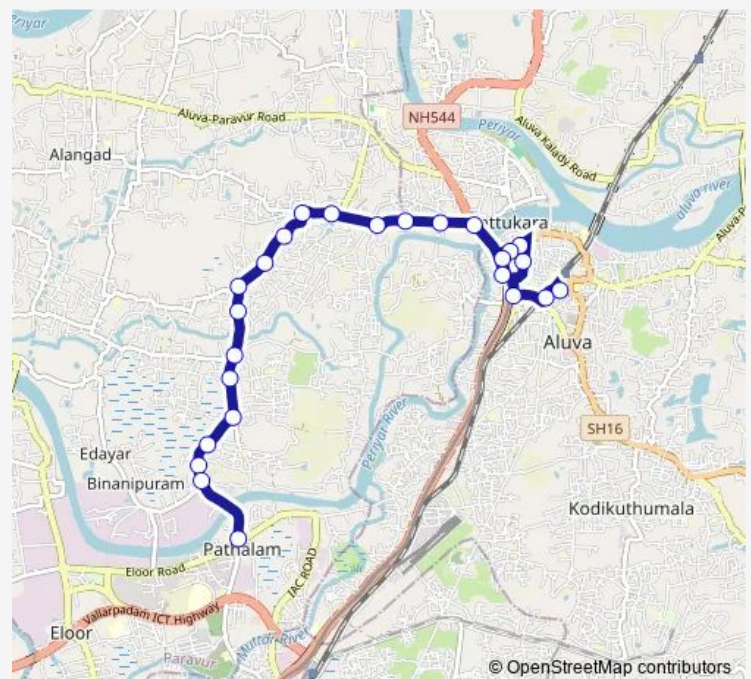 Periyar
Aluva-Paravur Road
NH544
Periyar
Aluva Kalady Road
Alangad
aluva-river
ttukara
Aluva
SH16
Periyar River
Edayar
Binanipuram
Kodikuthumala
Pathalam
Eloor Road
IAC ROAD
Vallarpadam ICT Highway
Eloor
Muttar River
Paravur
© OpenStreetMap contributors